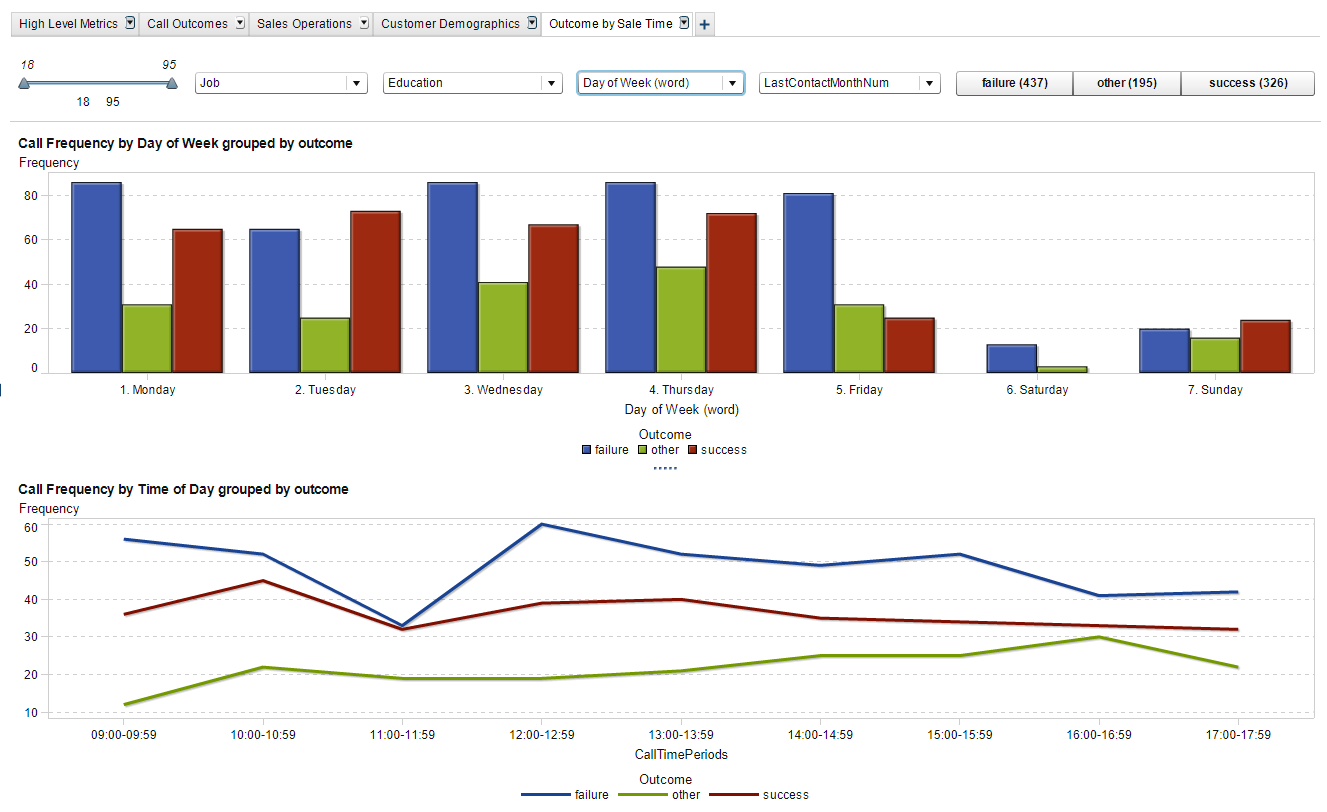 High Level Metrics Call Outcomes Sales Operations Customer Demographics Outcome by Sale Time +
18 95
18 95
Job Education Day of Week (word) LastContactMonthNum failure (437) other (195) success (326)
Call Frequency by Day of Week grouped by outcome
Frequency
80
60
40
20
0
1. Monday 2. Tuesday 3. Wednesday 4. Thursday 5. Friday 6. Saturday 7. Sunday
Day of Week (word)
Outcome
failure other success
Call Frequency by Time of Day grouped by outcome
Frequency
60
50
40
30
20
10
09:00-09:59 10:00-10:59 11:00-11:59 12:00-12:59 13:00-13:59 14:00-14:59 15:00-15:59 16:00-16:59 17:00-17:59
CallTimePeriods
Outcome
failure other success